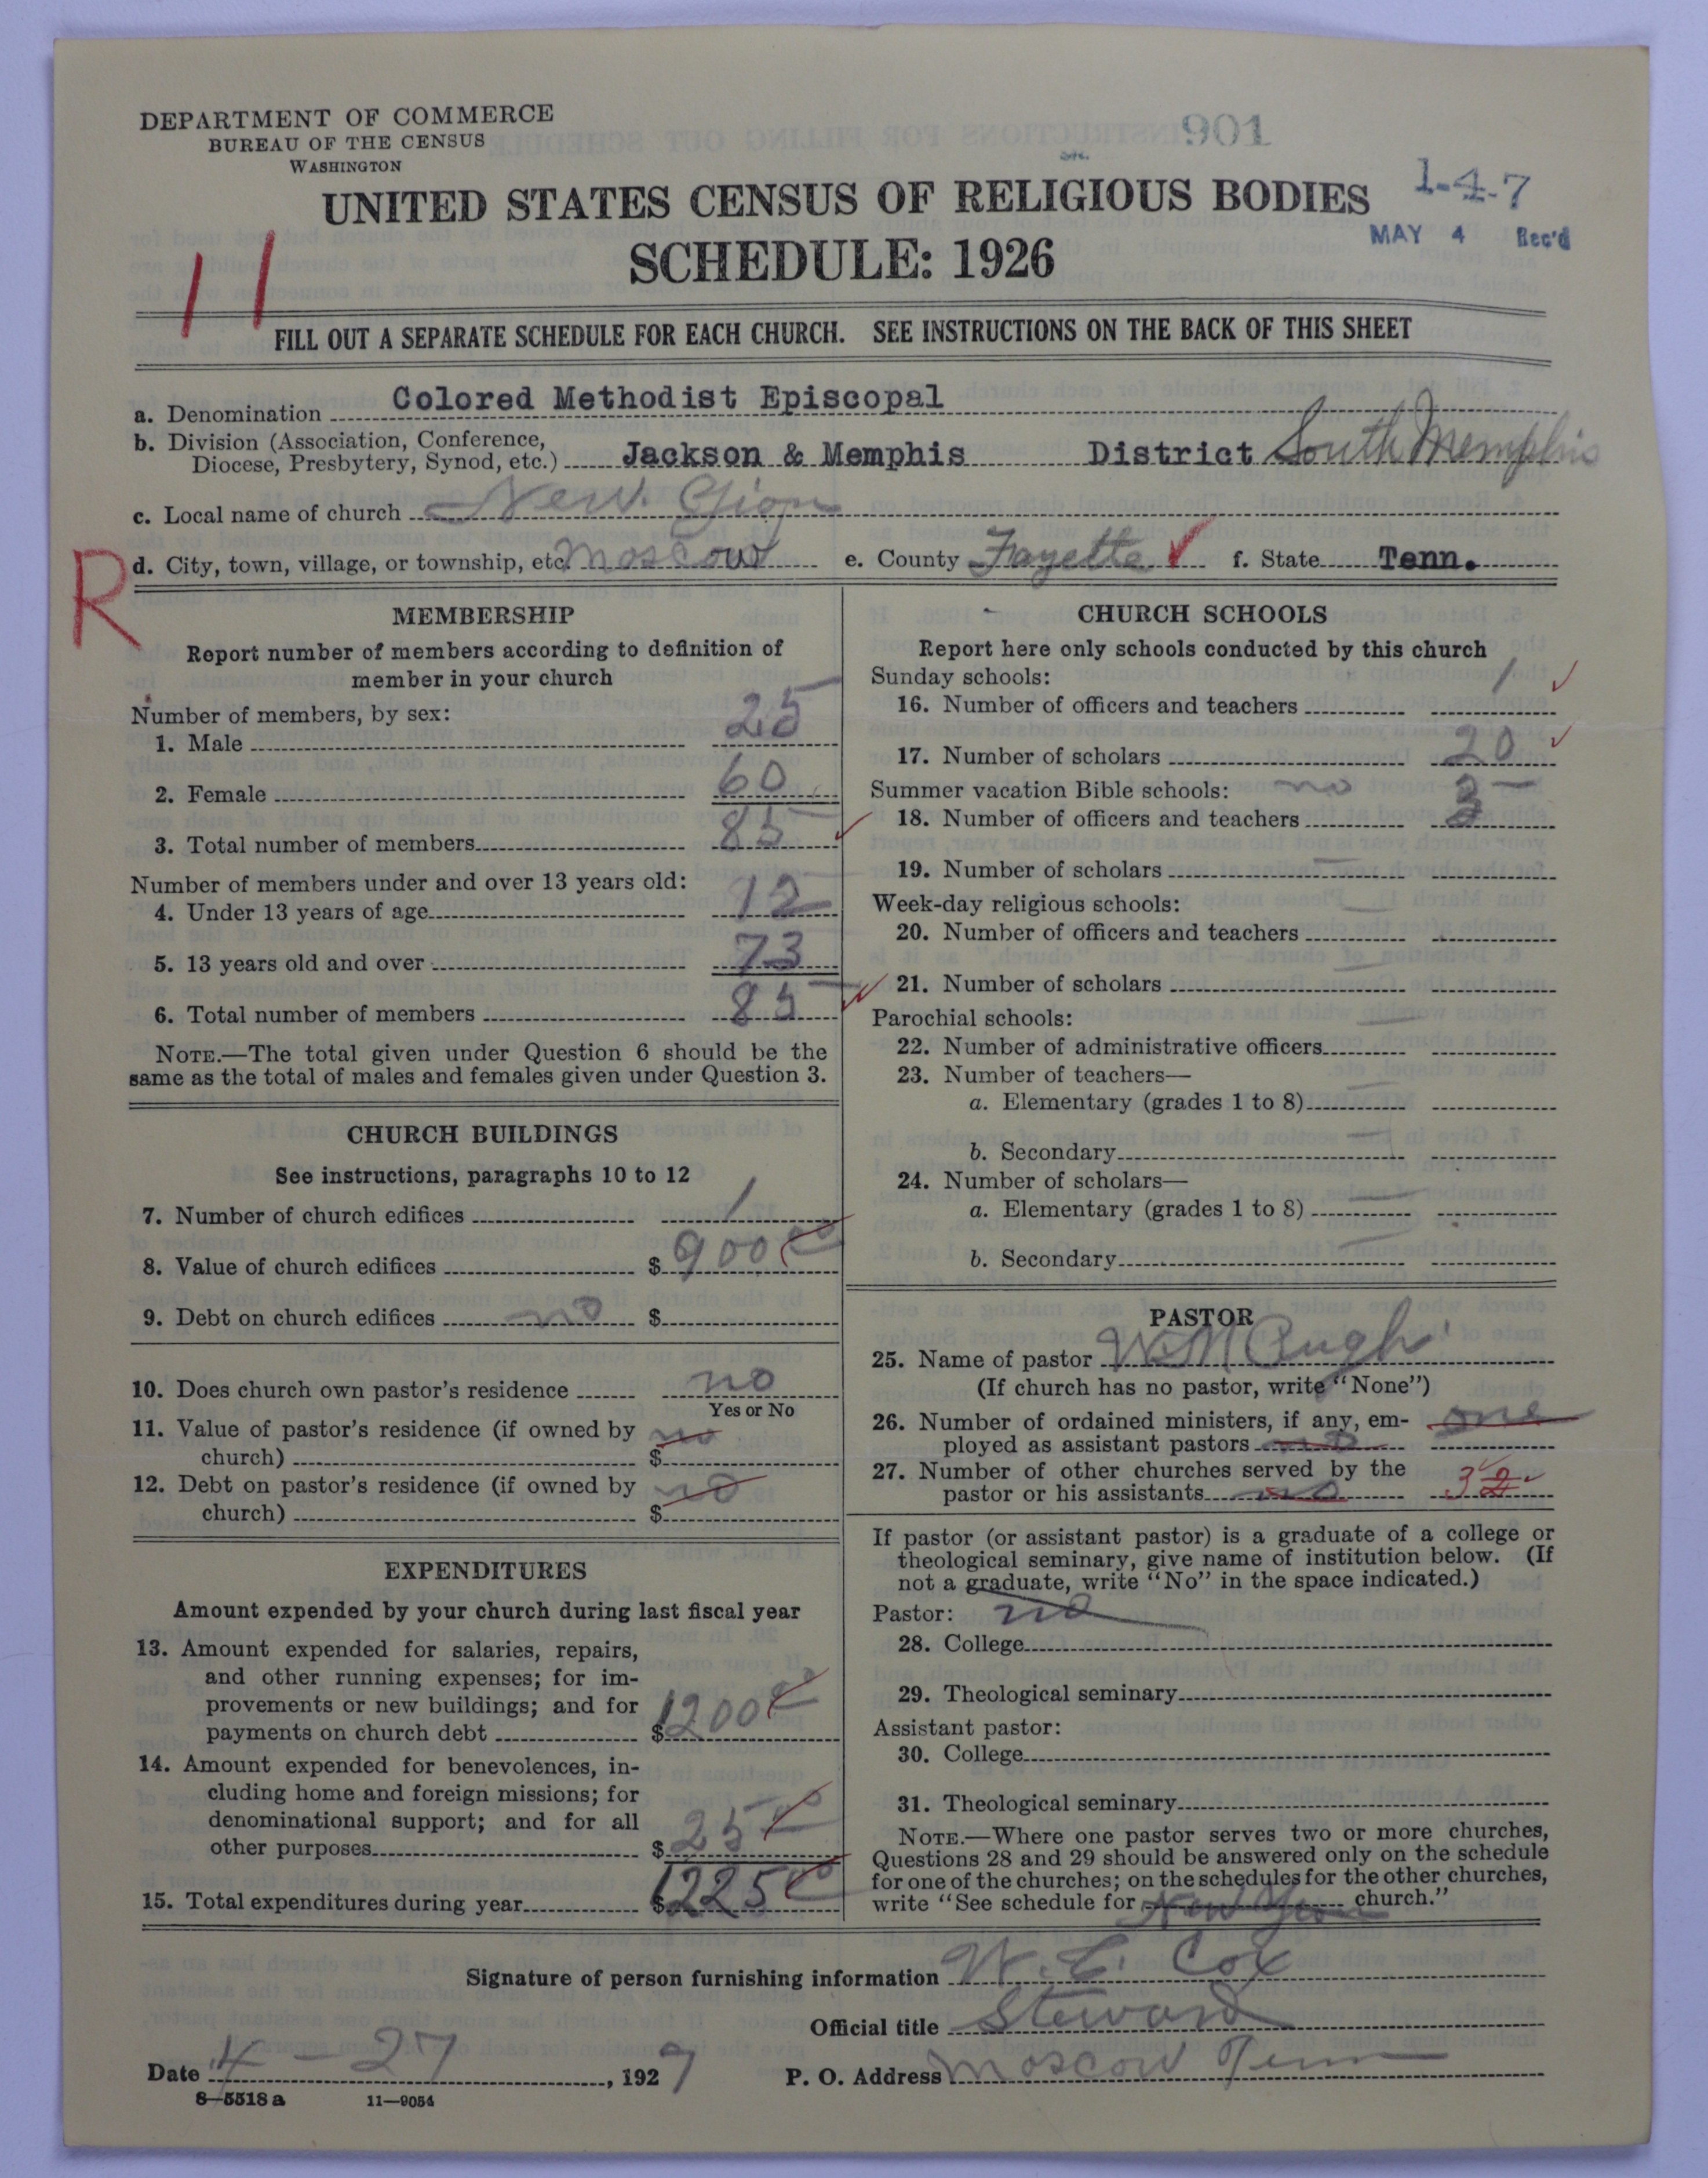 DEPARTMENT OF COMMERCE
BUREAU OF THE CENSUS
WASHINGTON
901
UNITED STATES CENSUS OF RELIGIOUS BODIES
1-4-7
SCHEDULE: 1926
MAY 4 Rec'd
11
FILL OUT A SEPARATE SCHEDULE FOR EACH CHURCH. SEE INSTRUCTIONS ON THE BACK OF THIS SHEET
a. Denomination Colored Methodist Episcopal
b. Division (Association, Conference,
Diocese, Presbytery, Synod, etc.) Jackson & Memphis District South Memphis
c. Local name of church New
R
d. City, town, village, or township, etc. Moscow e. County Fayette f. State Tenn.
MEMBERSHIP
Report number of members according to definition of
member in your church
Number of members, by sex:
1. Male 25
2. Female 60
3. Total number of members 85
Number of members under and over 13 years old:
4. Under 13 years of age 12
5. 13 years old and over 73
6. Total number of members 85
NOTE.—The total given under Question 6 should be the
same as the total of males and females given under Question 3.
CHURCH BUILDINGS
See instructions, paragraphs 10 to 12
7. Number of church edifices 1
8. Value of church edifices $ 900 00
9. Debt on church edifices no $
10. Does church own pastor's residence no
Yes or No
11. Value of pastor's residence (if owned by no
church) $
12. Debt on pastor's residence (if owned by no
church) $
EXPENDITURES
Amount expended by your church during last fiscal year
13. Amount expended for salaries, repairs,
and other running expenses; for im-
provements or new buildings; and for
payments on church debt $ 1200
14. Amount expended for benevolences, in-
cluding home and foreign missions; for
denominational support; and for all
other purposes $ 25 00
15. Total expenditures during year $ 1225 00
CHURCH SCHOOLS
Report here only schools conducted by this church
Sunday schools:
16. Number of officers and teachers 1
17. Number of scholars 20
Summer vacation Bible schools: no
18. Number of officers and teachers
19. Number of scholars
Week-day religious schools:
20. Number of officers and teachers
21. Number of scholars
Parochial schools:
22. Number of administrative officers
23. Number of teachers—
a. Elementary (grades 1 to 8)
b. Secondary
24. Number of scholars—
a. Elementary (grades 1 to 8)
b. Secondary
PASTOR
25. Name of pastor W. M. Pugh
(If church has no pastor, write "None")
26. Number of ordained ministers, if any, em- one
ployed as assistant pastors no
27. Number of other churches served by the 3 2
pastor or his assistants no
If pastor (or assistant pastor) is a graduate of a college or
theological seminary, give name of institution below. (If
not a graduate, write "No" in the space indicated.)
Pastor: no
28. College
29. Theological seminary
Assistant pastor:
30. College
31. Theological seminary
NOTE.—Where one pastor serves two or more churches,
Questions 28 and 29 should be answered only on the schedule
for one of the churches; on the schedules for the other churches,
write "See schedule for New church."
Signature of person furnishing information W. E. Cox
Official title Steward
Date 4 - 27, 1927 P. O. Address Moscow Tenn
8—5518 a 11—9054